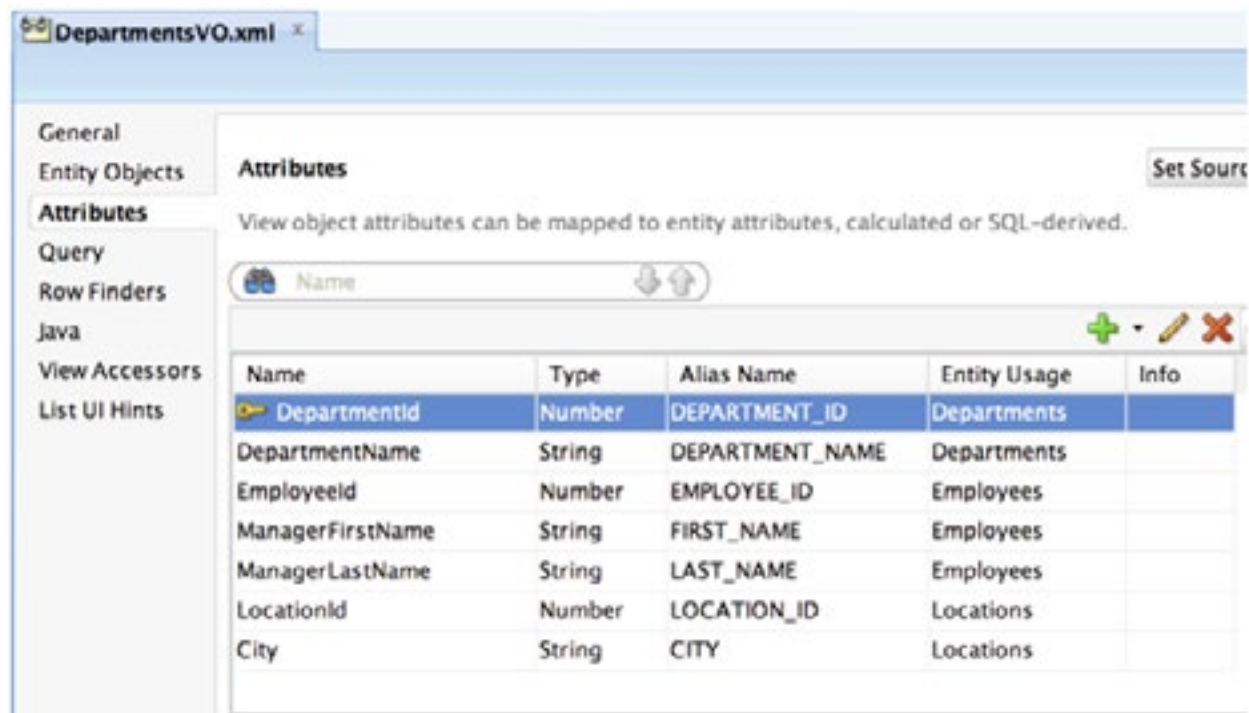 DepartmentsVO.xml
General
Entity Objects
Attributes
Query
Row Finders
Java
View Accessors
List UI Hints
Attributes
Set Sourc
View object attributes can be mapped to entity attributes, calculated or SQL-derived.
Name
Name Type Alias Name Entity Usage Info
DepartmentId Number DEPARTMENT_ID Departments
DepartmentName String DEPARTMENT_NAME Departments
EmployeeId Number EMPLOYEE_ID Employees
ManagerFirstName String FIRST_NAME Employees
ManagerLastName String LAST_NAME Employees
LocationId Number LOCATION_ID Locations
City String CITY Locations